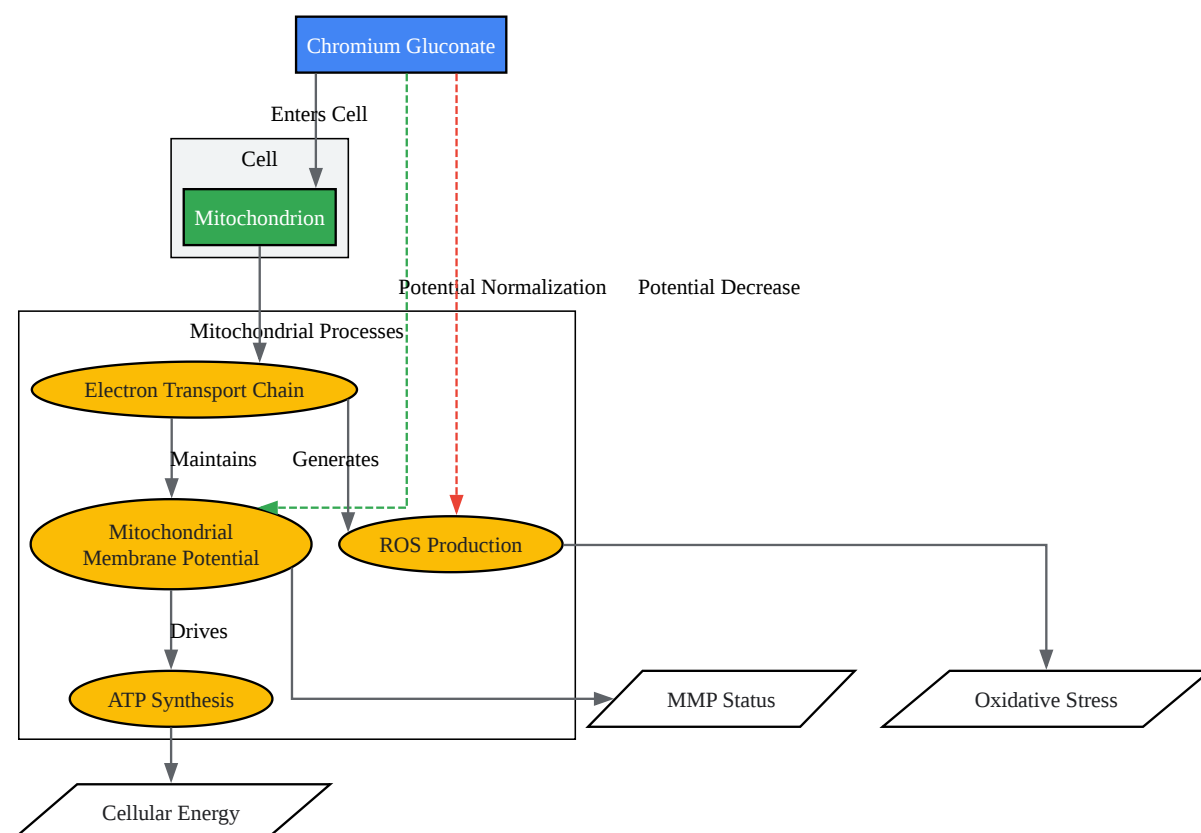 Chromium Gluconate
Enters Cell
Cell
Mitochondrion
Potential Normalization
Potential Decrease
Mitochondrial Processes
Electron Transport Chain
Maintains
Generates
Mitochondrial
Membrane Potential
ROS Production
Drives
ATP Synthesis
MMP Status
Oxidative Stress
Cellular Energy